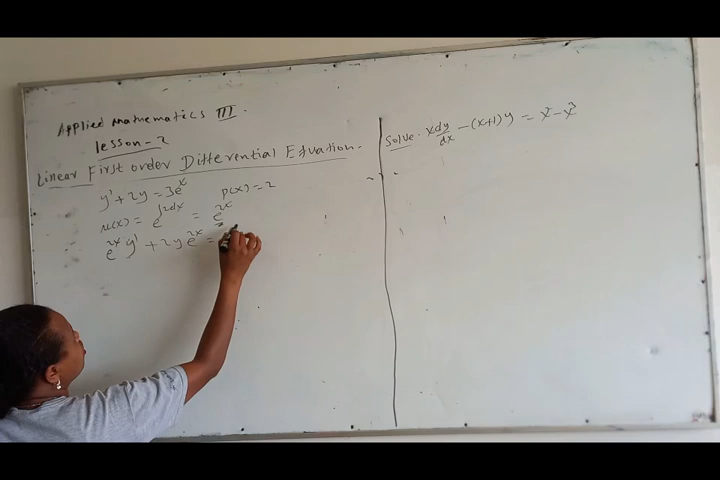 Applied Mathematics III.
lesson-2
Linear First order Differential Equation.
y' + 2y = 3e^x
p(x) = 2
u(x) = e^∫2dx = e^2x
e^2x y' + 2y e^2x =
Solve. x dy/dx - (x+1)y = x^2 - x^3